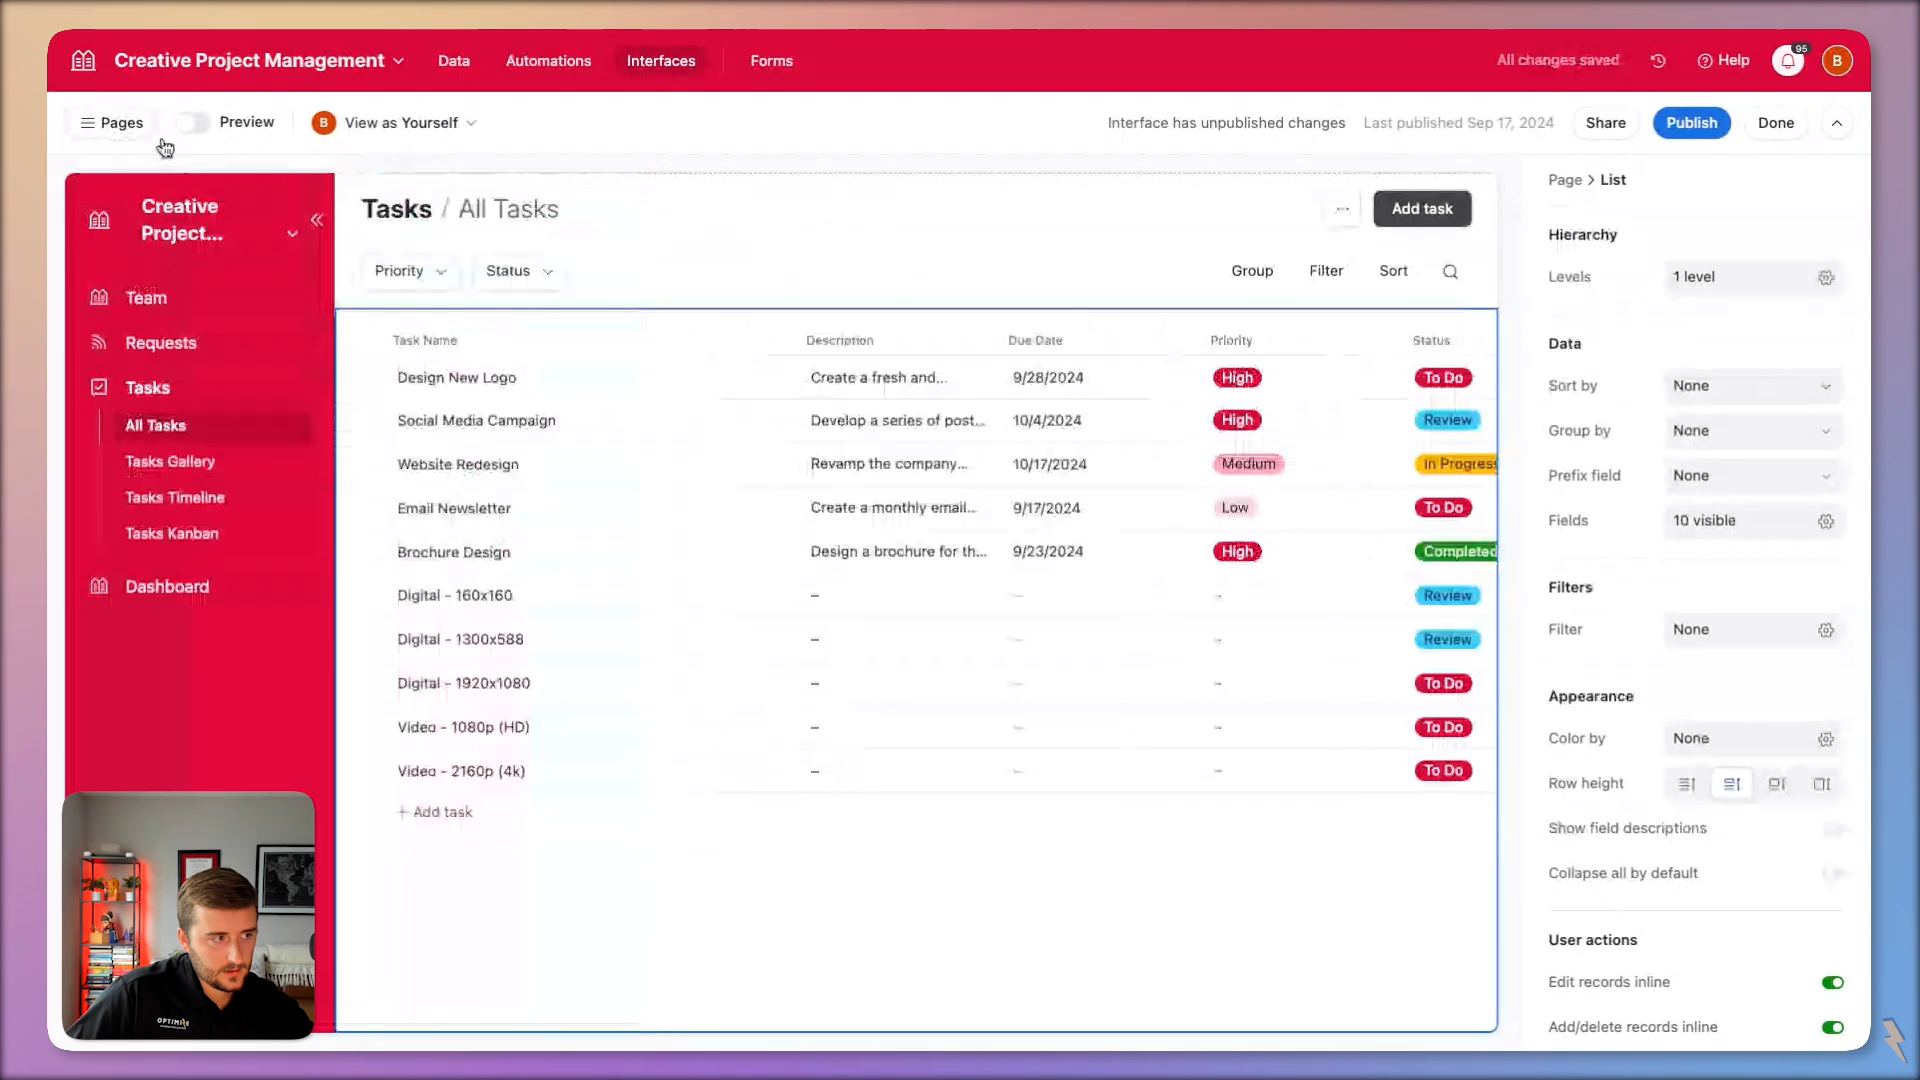 Creative Project Management
Data
Automations
Interfaces
Forms
All changes saved
Help
95
B
Pages
Preview
B
View as Yourself
Interface has unpublished changes
Last published Sep 17, 2024
Share
Publish
Done
Creative
Project...
Team
Requests
Tasks
All Tasks
Tasks Gallery
Tasks Timeline
Tasks Kanban
Dashboard
Tasks / All Tasks
...
Add task
Priority
Status
Group
Filter
Sort
Task Name
Description
Due Date
Priority
Status
Design New Logo
Create a fresh and...
9/28/2024
High
To Do
Social Media Campaign
Develop a series of post...
10/4/2024
High
Review
Website Redesign
Revamp the company...
10/17/2024
Medium
In Progress
Email Newsletter
Create a monthly email...
9/17/2024
Low
To Do
Brochure Design
Design a brochure for th...
9/23/2024
High
Completed
Digital - 160x160
–
–
-
Review
Digital - 1300x588
–
–
-
Review
Digital - 1920x1080
–
–
-
To Do
Video - 1080p (HD)
–
–
-
To Do
Video - 2160p (4k)
–
–
-
To Do
+ Add task
Page > List
Hierarchy
Levels
1 level
Data
Sort by
None
Group by
None
Prefix field
None
Fields
10 visible
Filters
Filter
None
Appearance
Color by
None
Row height
Show field descriptions
Collapse all by default
User actions
Edit records inline
Add/delete records inline
OPTIMIZE